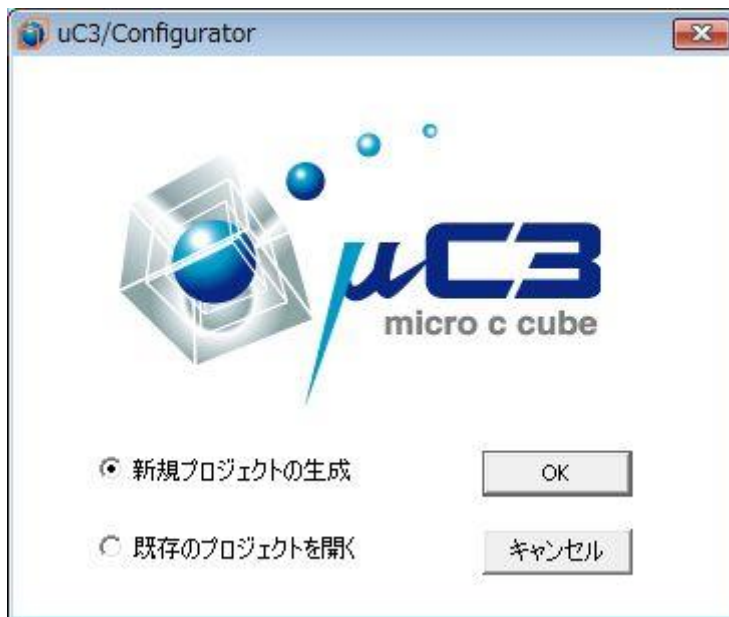 uC3/Configurator
μC3
micro c cube
新規プロジェクトの生成
OK
既存のプロジェクトを開く
キャンセル